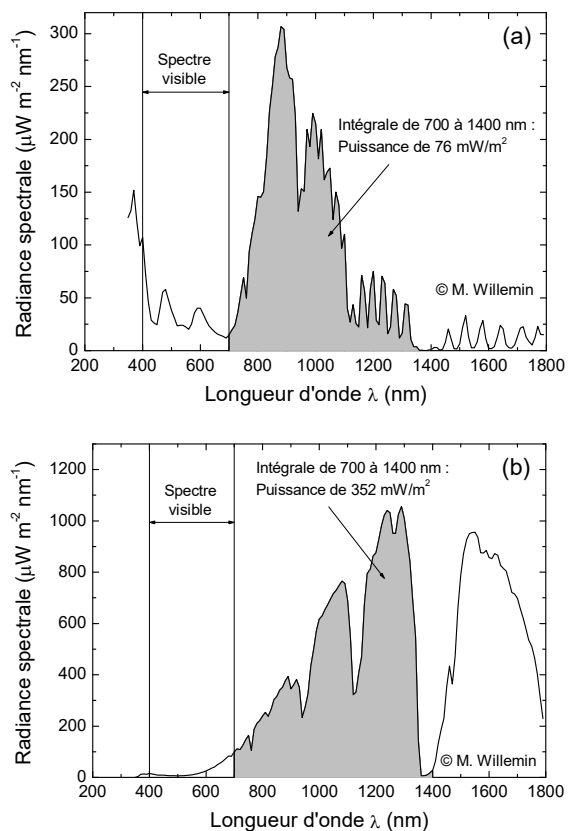 (a)
Spectre
visible
Intégrale de 700 à 1400 nm :
Puissance de 76 mW/m²
© M. Willemin
Radiance spectrale (µW m⁻² nm⁻¹)
300
250
200
150
100
50
0
200 400 600 800 1000 1200 1400 1600 1800
Longueur d'onde λ (nm)
(b)
Spectre
visible
Intégrale de 700 à 1400 nm :
Puissance de 352 mW/m²
© M. Willemin
Radiance spectrale (µW m⁻² nm⁻¹)
1200
1000
800
600
400
200
0
200 400 600 800 1000 1200 1400 1600 1800
Longueur d'onde λ (nm)